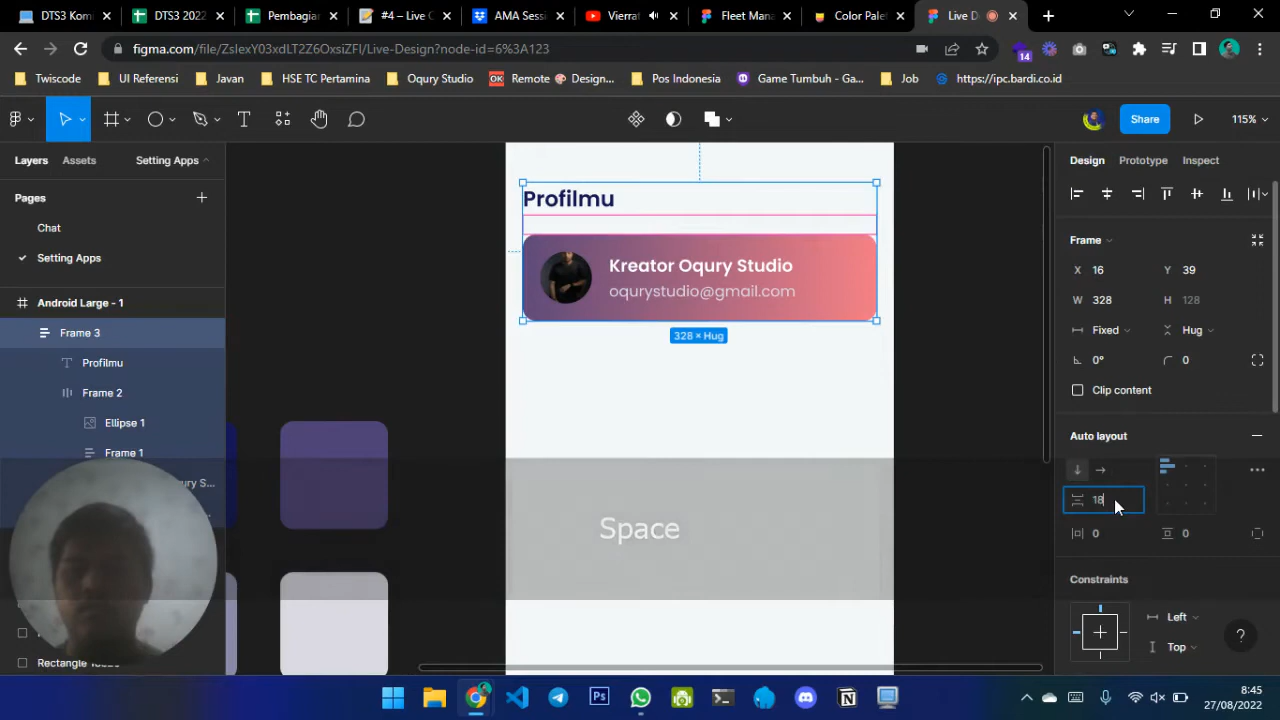 DTS3 Kom
DTS3 2022
Pembagian
#4 – Live C
AMA Sessi
Vierrat
Fleet Mana
Color Palet
Live D
figma.com/file/ZsIexY03xdLT2Z6OxsiZFI/Live-Design?node-id=6%3A123
14
Twiscode
UI Referensi
Javan
HSE TC Pertamina
Oqury Studio
OK Remote Design...
Pos Indonesia
Game Tumbuh - Ga...
Job
https://ipc.bardi.co.id
Share
115%
Layers
Assets
Setting Apps
Design
Prototype
Inspect
Pages
Chat
Setting Apps
Android Large - 1
Frame 3
Profilmu
Frame 2
Ellipse 1
Frame 1
Profilmu
Kreator Oqury Studio
oqurystudio@gmail.com
328 × Hug
Space
Frame
X 16
Y 39
W 328
H 128
Fixed
Hug
0°
0
Clip content
Auto layout
18
0
0
Constraints
Left
Top
?
8:45
27/08/2022